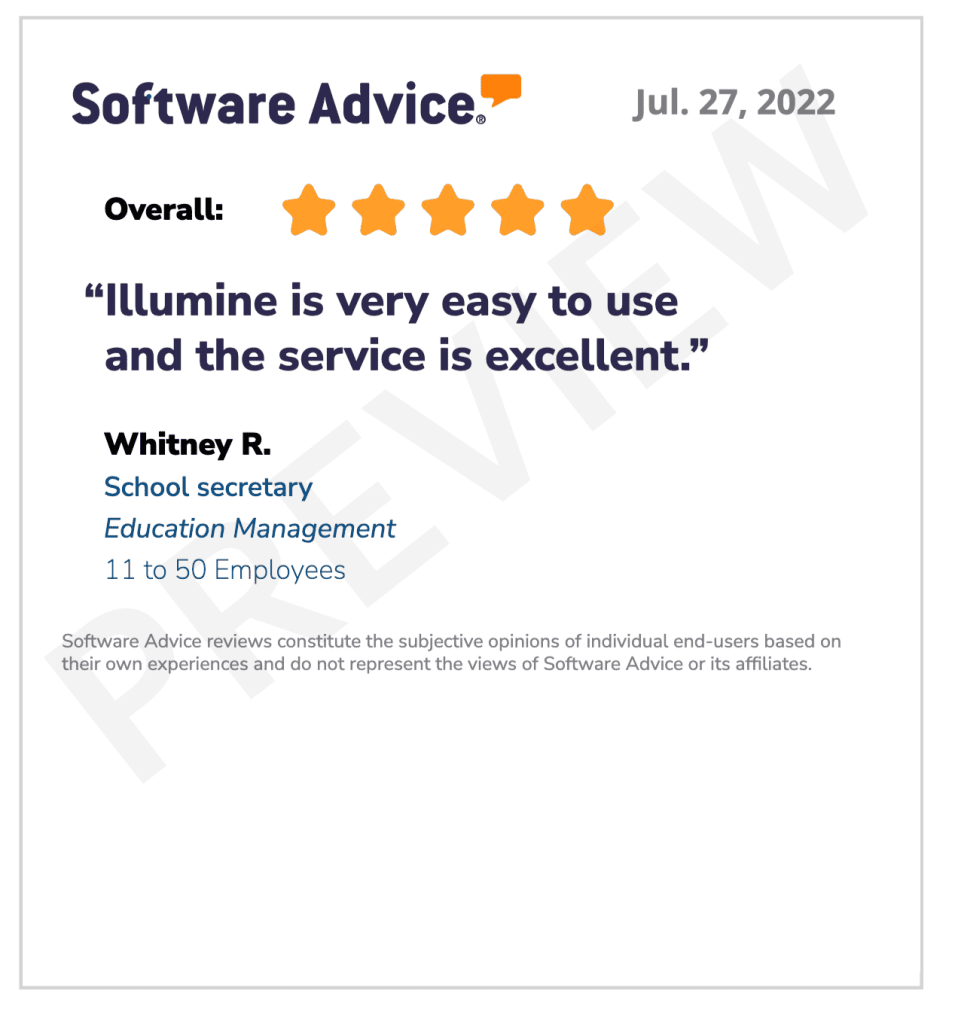 Software Advice.®
Jul. 27, 2022
Overall:
“Illumine is very easy to use
and the service is excellent.”
Whitney R.
School secretary
Education Management
11 to 50 Employees
Software Advice reviews constitute the subjective opinions of individual end-users based on
their own experiences and do not represent the views of Software Advice or its affiliates.
PREVIEW